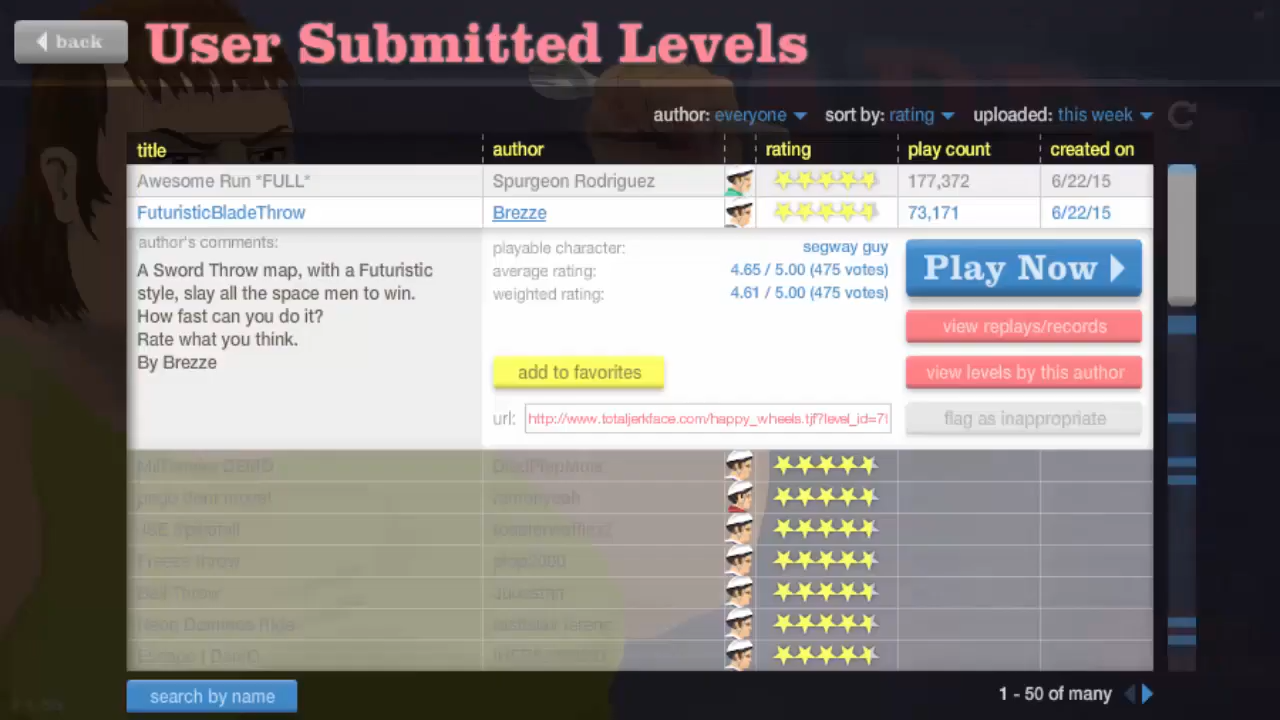 back
User Submitted Levels
author: everyone sort by: rating uploaded: this week
title author rating play count created on
Awesome Run *FULL* Spurgeon Rodriguez 177,372 6/22/15
FuturisticBladeThrow Brezze 73,171 6/22/15
author's comments:
A Sword Throw map, with a Futuristic
style, slay all the space men to win.
How fast can you do it?
Rate what you think.
By Brezze
playable character: segway guy
average rating: 4.65 / 5.00 (475 votes)
weighted rating: 4.61 / 5.00 (475 votes)
add to favorites
url: http://www.totaljerkface.com/happy_wheels.tjf?level_id=7
Play Now
view replays/records
view levels by this author
flag as inappropriate
search by name
1 - 50 of many